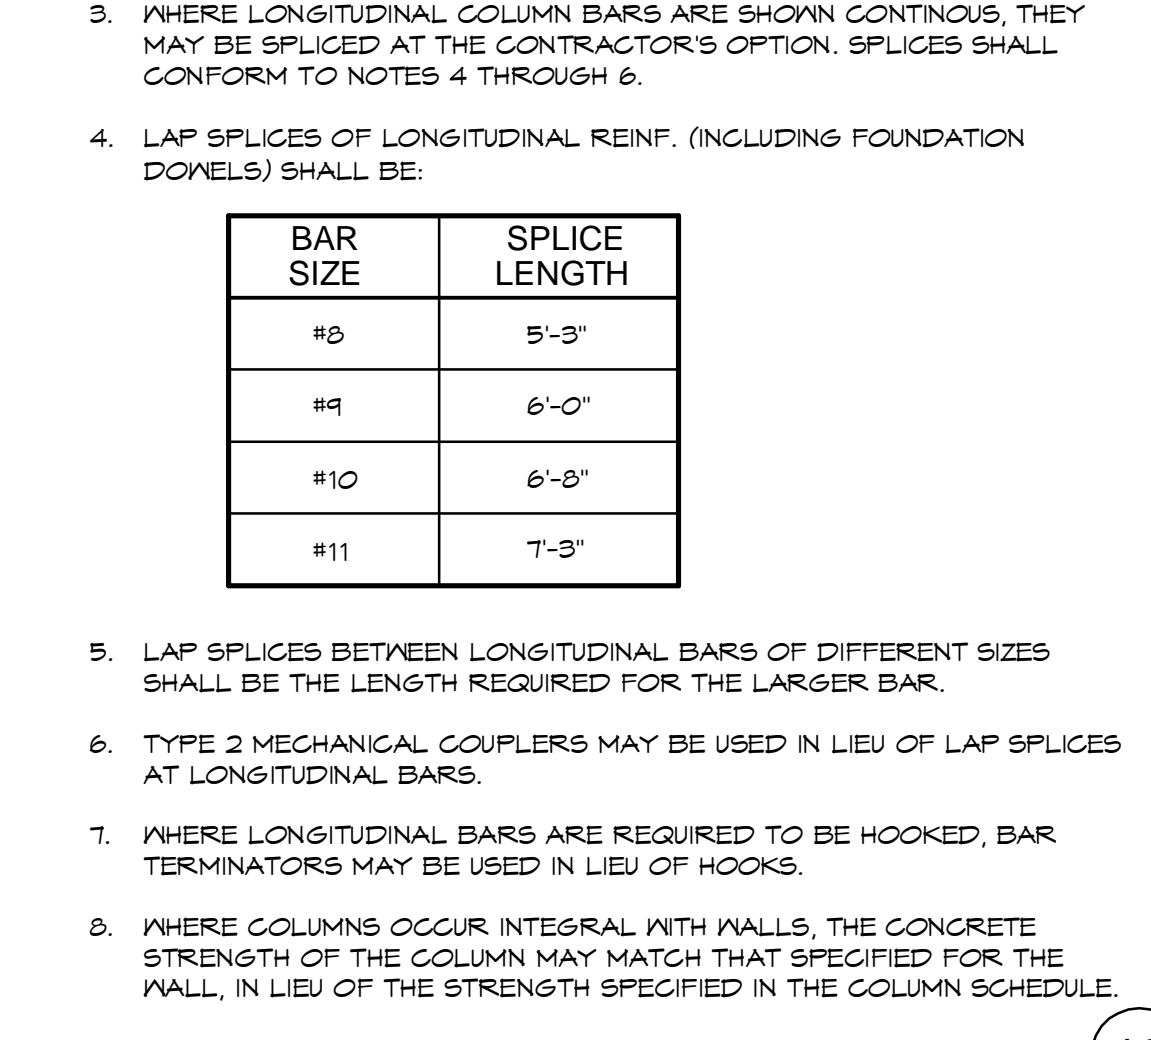 3. WHERE LONGITUDINAL COLUMN BARS ARE SHOWN CONTINOUS, THEY
MAY BE SPLICED AT THE CONTRACTOR'S OPTION. SPLICES SHALL
CONFORM TO NOTES 4 THROUGH 6.
4. LAP SPLICES OF LONGITUDINAL REINF. (INCLUDING FOUNDATION
DOWELS) SHALL BE:
BAR SIZE SPLICE LENGTH
#8 5'-3"
#9 6'-0"
#10 6'-8"
#11 7'-3"
5. LAP SPLICES BETWEEN LONGITUDINAL BARS OF DIFFERENT SIZES
SHALL BE THE LENGTH REQUIRED FOR THE LARGER BAR.
6. TYPE 2 MECHANICAL COUPLERS MAY BE USED IN LIEU OF LAP SPLICES
AT LONGITUDINAL BARS.
7. WHERE LONGITUDINAL BARS ARE REQUIRED TO BE HOOKED, BAR
TERMINATORS MAY BE USED IN LIEU OF HOOKS.
8. WHERE COLUMNS OCCUR INTEGRAL WITH WALLS, THE CONCRETE
STRENGTH OF THE COLUMN MAY MATCH THAT SPECIFIED FOR THE
WALL, IN LIEU OF THE STRENGTH SPECIFIED IN THE COLUMN SCHEDULE.